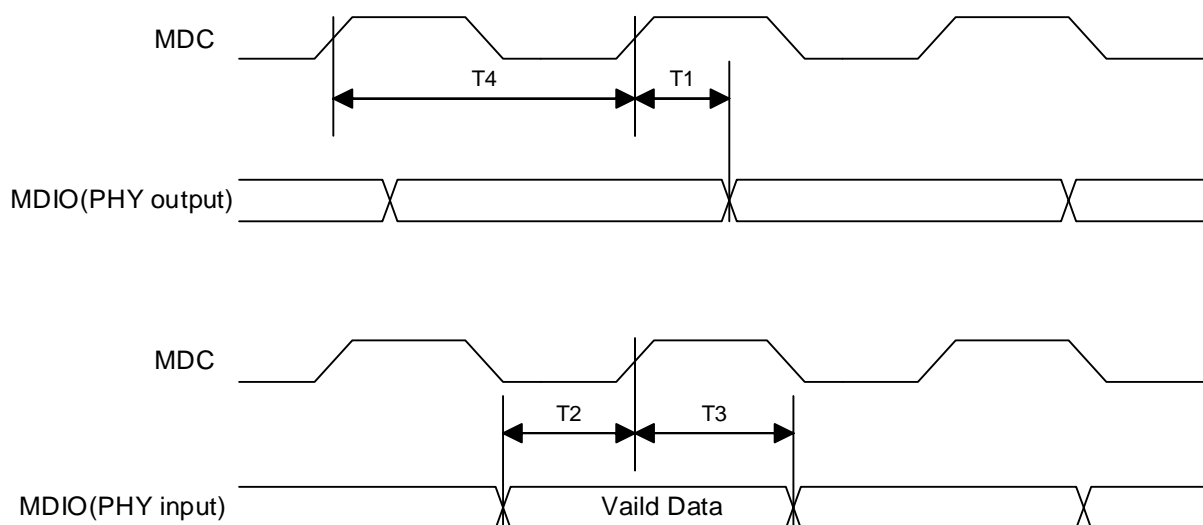 MDC
T4
T1
MDIO(PHY output)
MDC
T2
T3
MDIO(PHY input)
Vaild Data